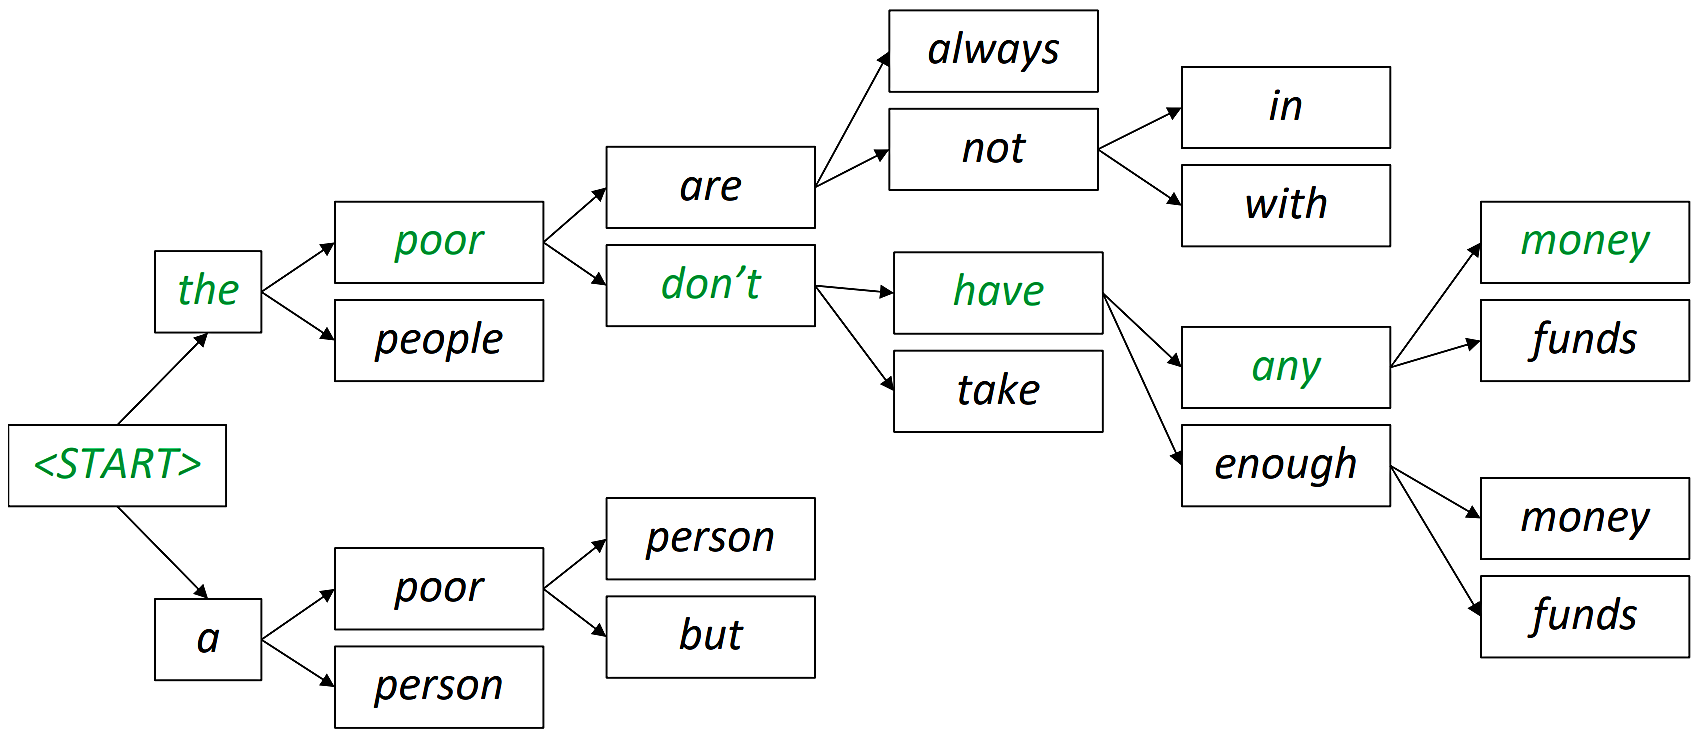 <START>
the
a
poor
people
poor
person
are
don’t
person
but
always
not
have
take
in
with
any
enough
money
funds
money
funds